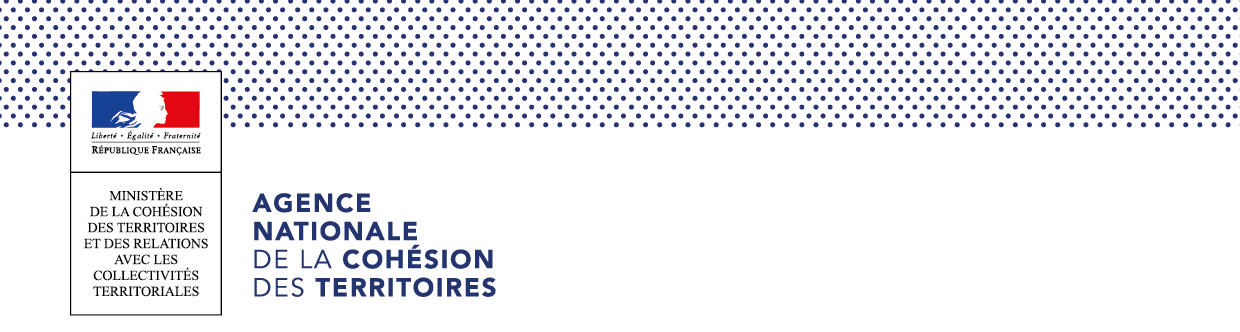 Liberté • Égalité • Fraternité
RÉPUBLIQUE FRANÇAISE
MINISTÈRE
DE LA COHÉSION
DES TERRITOIRES
ET DES RELATIONS
AVEC LES
COLLECTIVITÉS
TERRITORIALES
AGENCE
NATIONALE
DE LA COHÉSION
DES TERRITOIRES